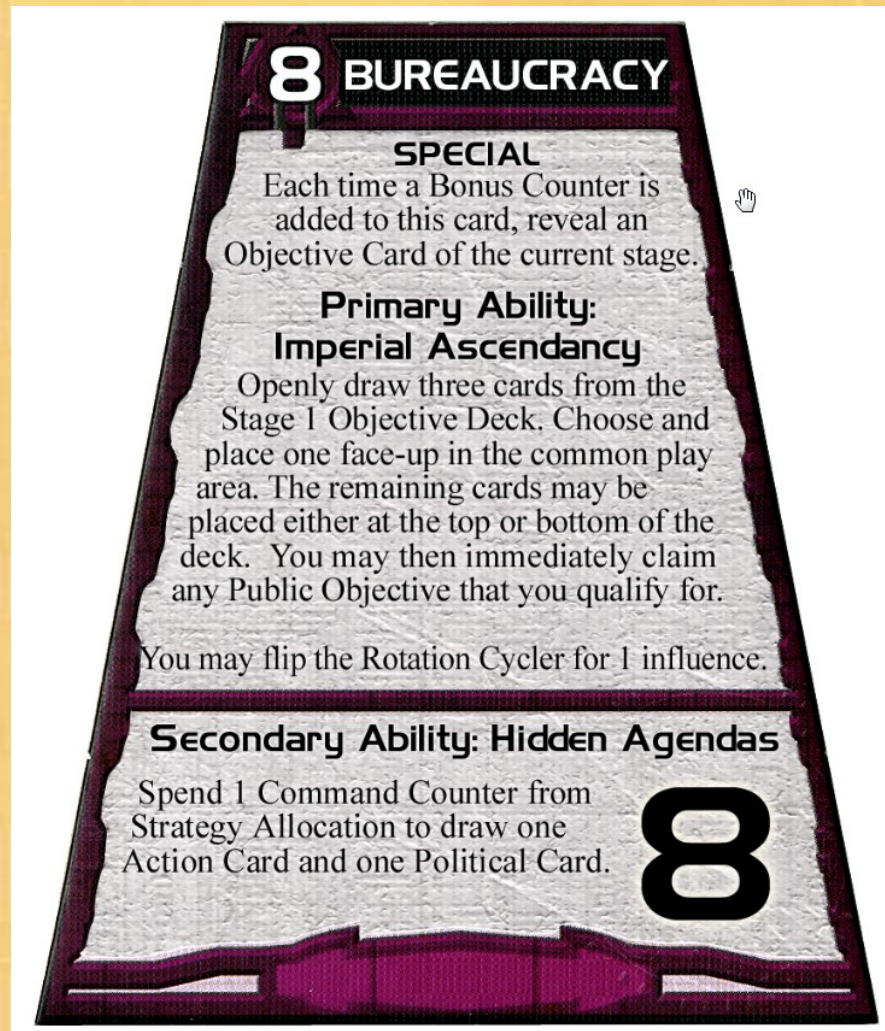 8 BUREAUCRACY
SPECIAL
Each time a Bonus Counter is
added to this card, reveal an
Objective Card of the current stage.
Primary Ability:
Imperial Ascendancy
Openly draw three cards from the
Stage 1 Objective Deck. Choose and
place one face-up in the common play
area. The remaining cards may be
placed either at the top or bottom of the
deck. You may then immediately claim
any Public Objective that you qualify for.
You may flip the Rotation Cycler for 1 influence.
Secondary Ability: Hidden Agendas
Spend 1 Command Counter from
Strategy Allocation to draw one
Action Card and one Political Card.
8